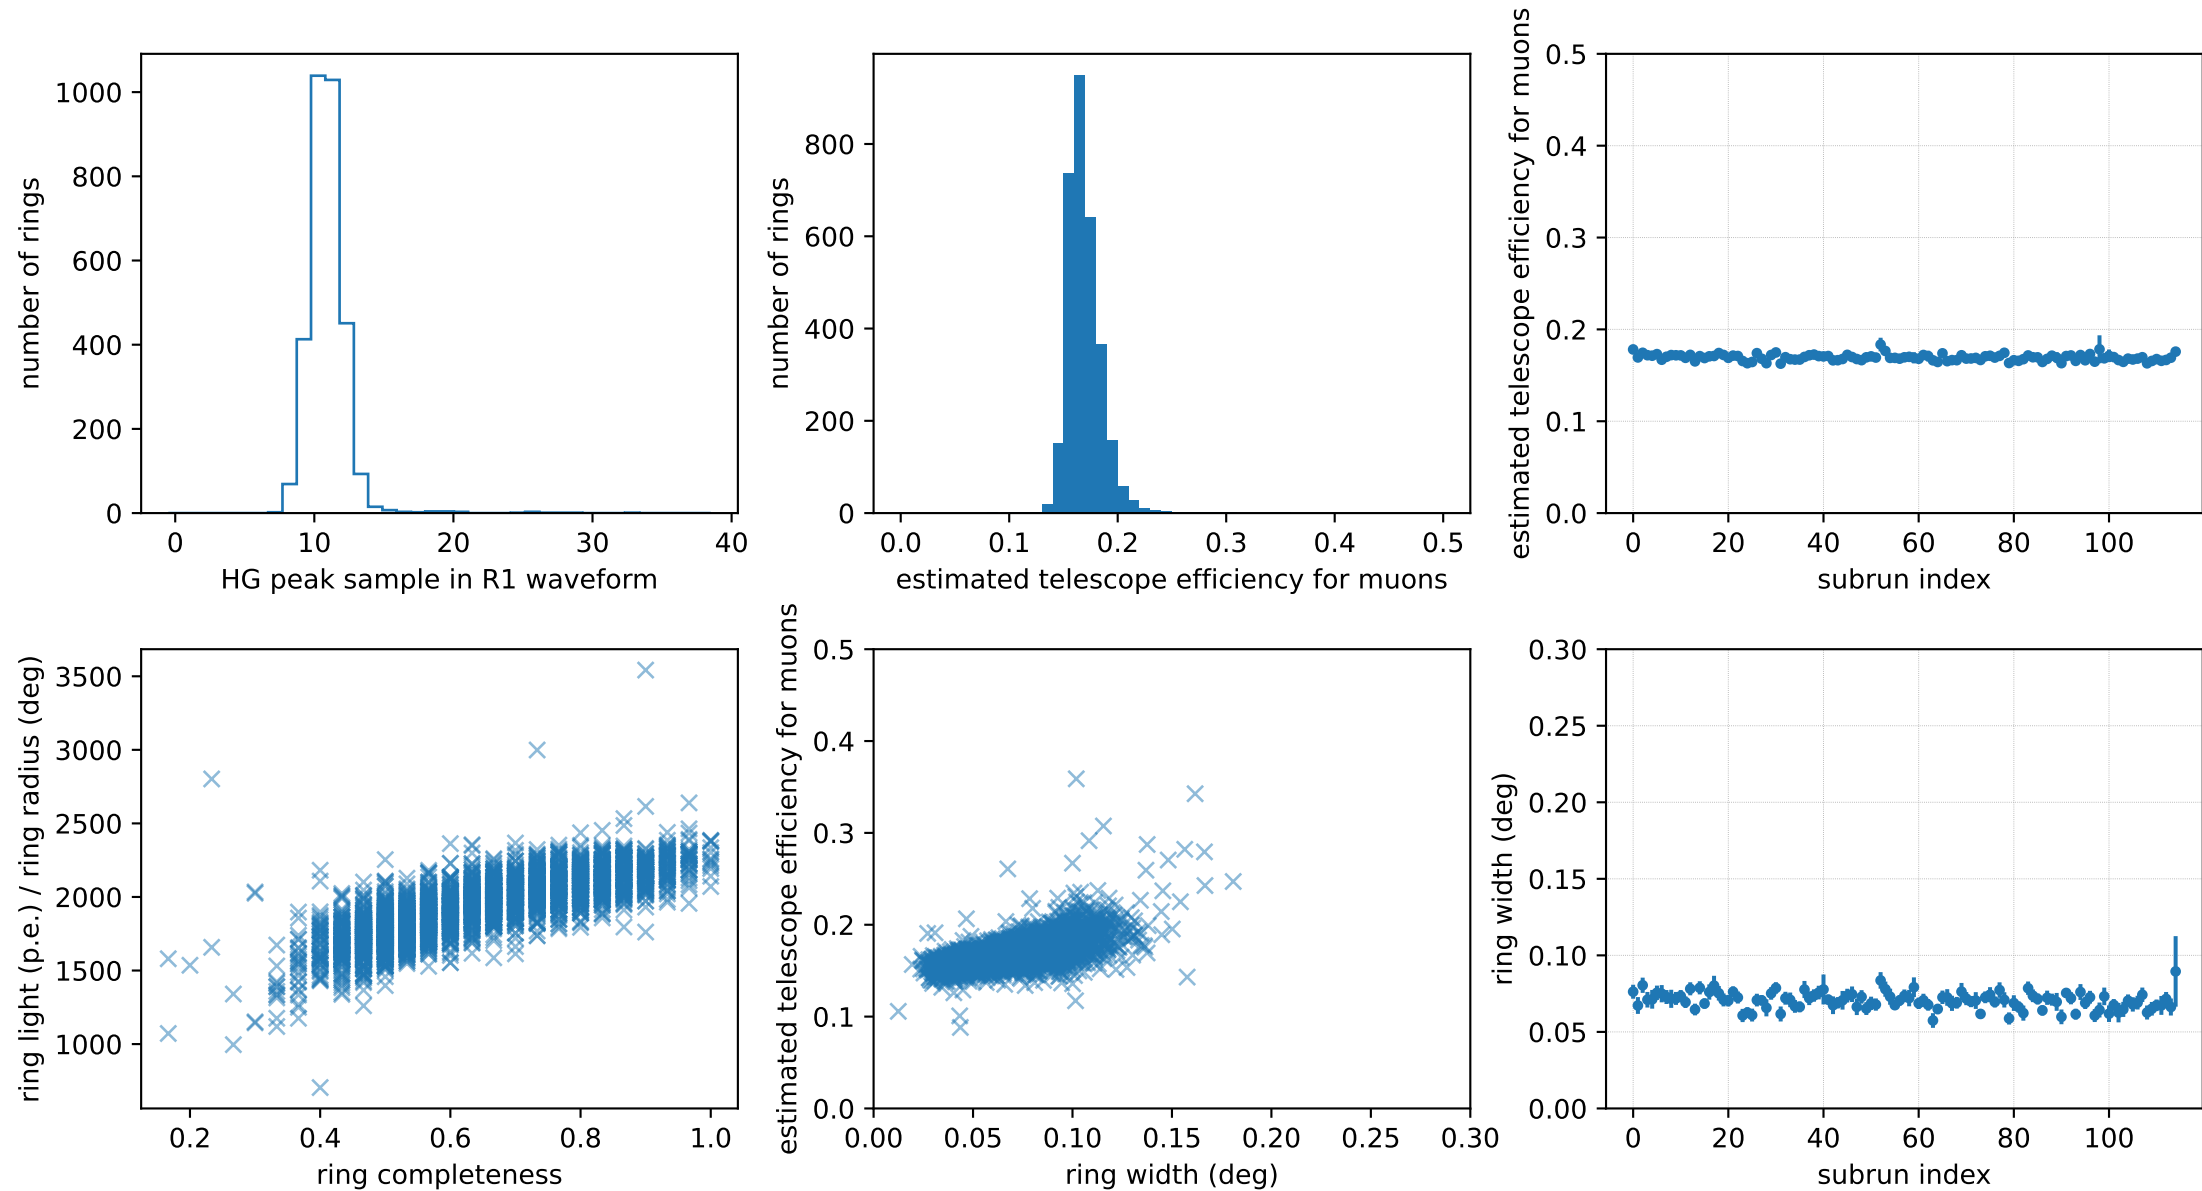 1000
800
600
400
200
0
number of rings
0 10 20 30 40
HG peak sample in R1 waveform
800
600
400
200
0
number of rings
0.0 0.1 0.2 0.3 0.4 0.5
estimated telescope efficiency for muons
0.5
0.4
0.3
0.2
0.1
0.0
estimated telescope efficiency for muons
0 20 40 60 80 100
subrun index
3500
3000
2500
2000
1500
1000
ring light (p.e.) / ring radius (deg)
0.2 0.4 0.6 0.8 1.0
ring completeness
0.5
0.4
0.3
0.2
0.1
0.0
estimated telescope efficiency for muons
0.00 0.05 0.10 0.15 0.20 0.25 0.30
ring width (deg)
0.30
0.25
0.20
0.15
0.10
0.05
0.00
ring width (deg)
0 20 40 60 80 100
subrun index